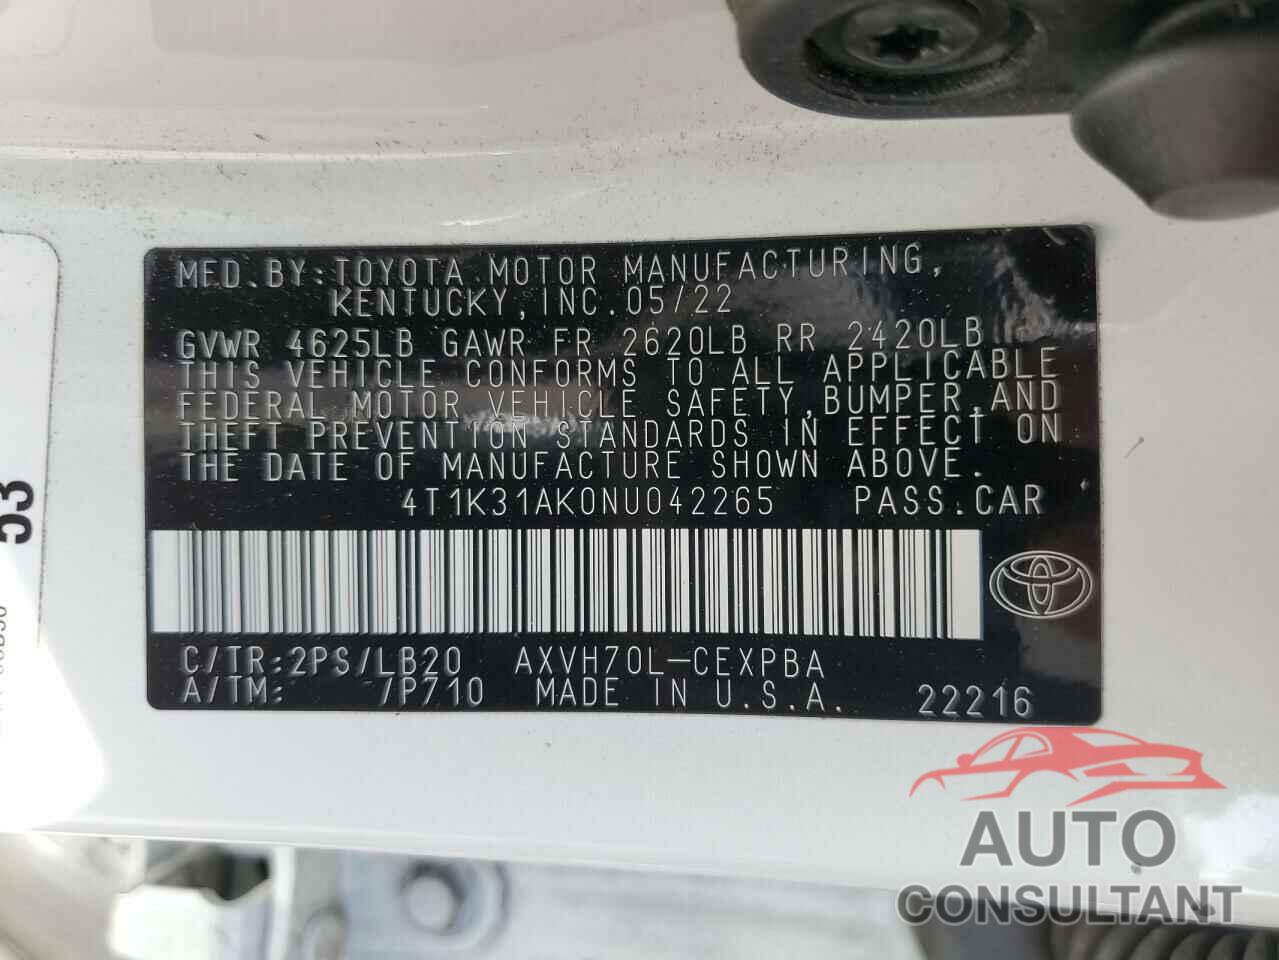 MFD.BY:TOYOTA MOTOR MANUFACTURING,
KENTUCKY,INC.05/22
GVWR 4625LB GAWR FR 2620LB RR 2420LB
THIS VEHICLE CONFORMS TO ALL APPLICABLE
FEDERAL MOTOR VEHICLE SAFETY,BUMPER,AND
THEFT PREVENTION STANDARDS IN EFFECT ON
THE DATE OF MANUFACTURE SHOWN ABOVE.
4T1K31AK0NU042265 PASS.CAR
C/TR:2PS/LB20 AXVH70L-CEXPBA
A/TM: 7P710 MADE IN U.S.A. 22216
53
AUTO
CONSULTANT